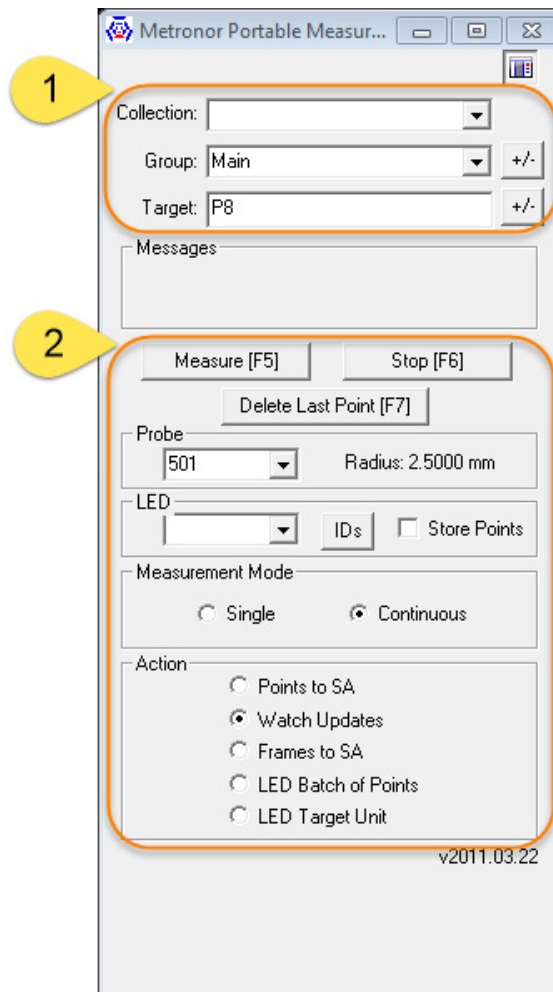 Metronor Portable Measur...
1
Collection:
Group: Main +/-
Target: P8 +/-
Messages
2
Measure [F5] Stop [F6]
Delete Last Point [F7]
Probe
501 Radius: 2.5000 mm
LED
IDs Store Points
Measurement Mode
Single Continuous
Action
Points to SA
Watch Updates
Frames to SA
LED Batch of Points
LED Target Unit
v2011.03.22